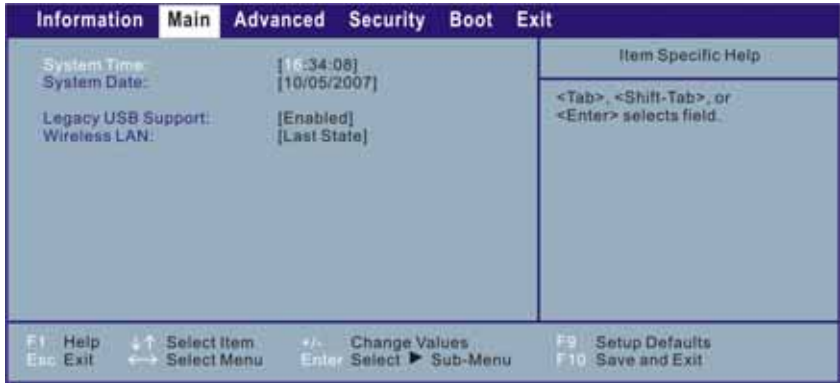 Information Main Advanced Security Boot Exit
System Time: [16:34:08]
System Date: [10/05/2007]
Legacy USB Support: [Enabled]
Wireless LAN: [Last State]
Item Specific Help
<Tab>, <Shift-Tab>, or
<Enter> selects field.
F1 Help ↓↑ Select Item +/- Change Values F9 Setup Defaults
Esc Exit ←→ Select Menu Enter Select ▶ Sub-Menu F10 Save and Exit